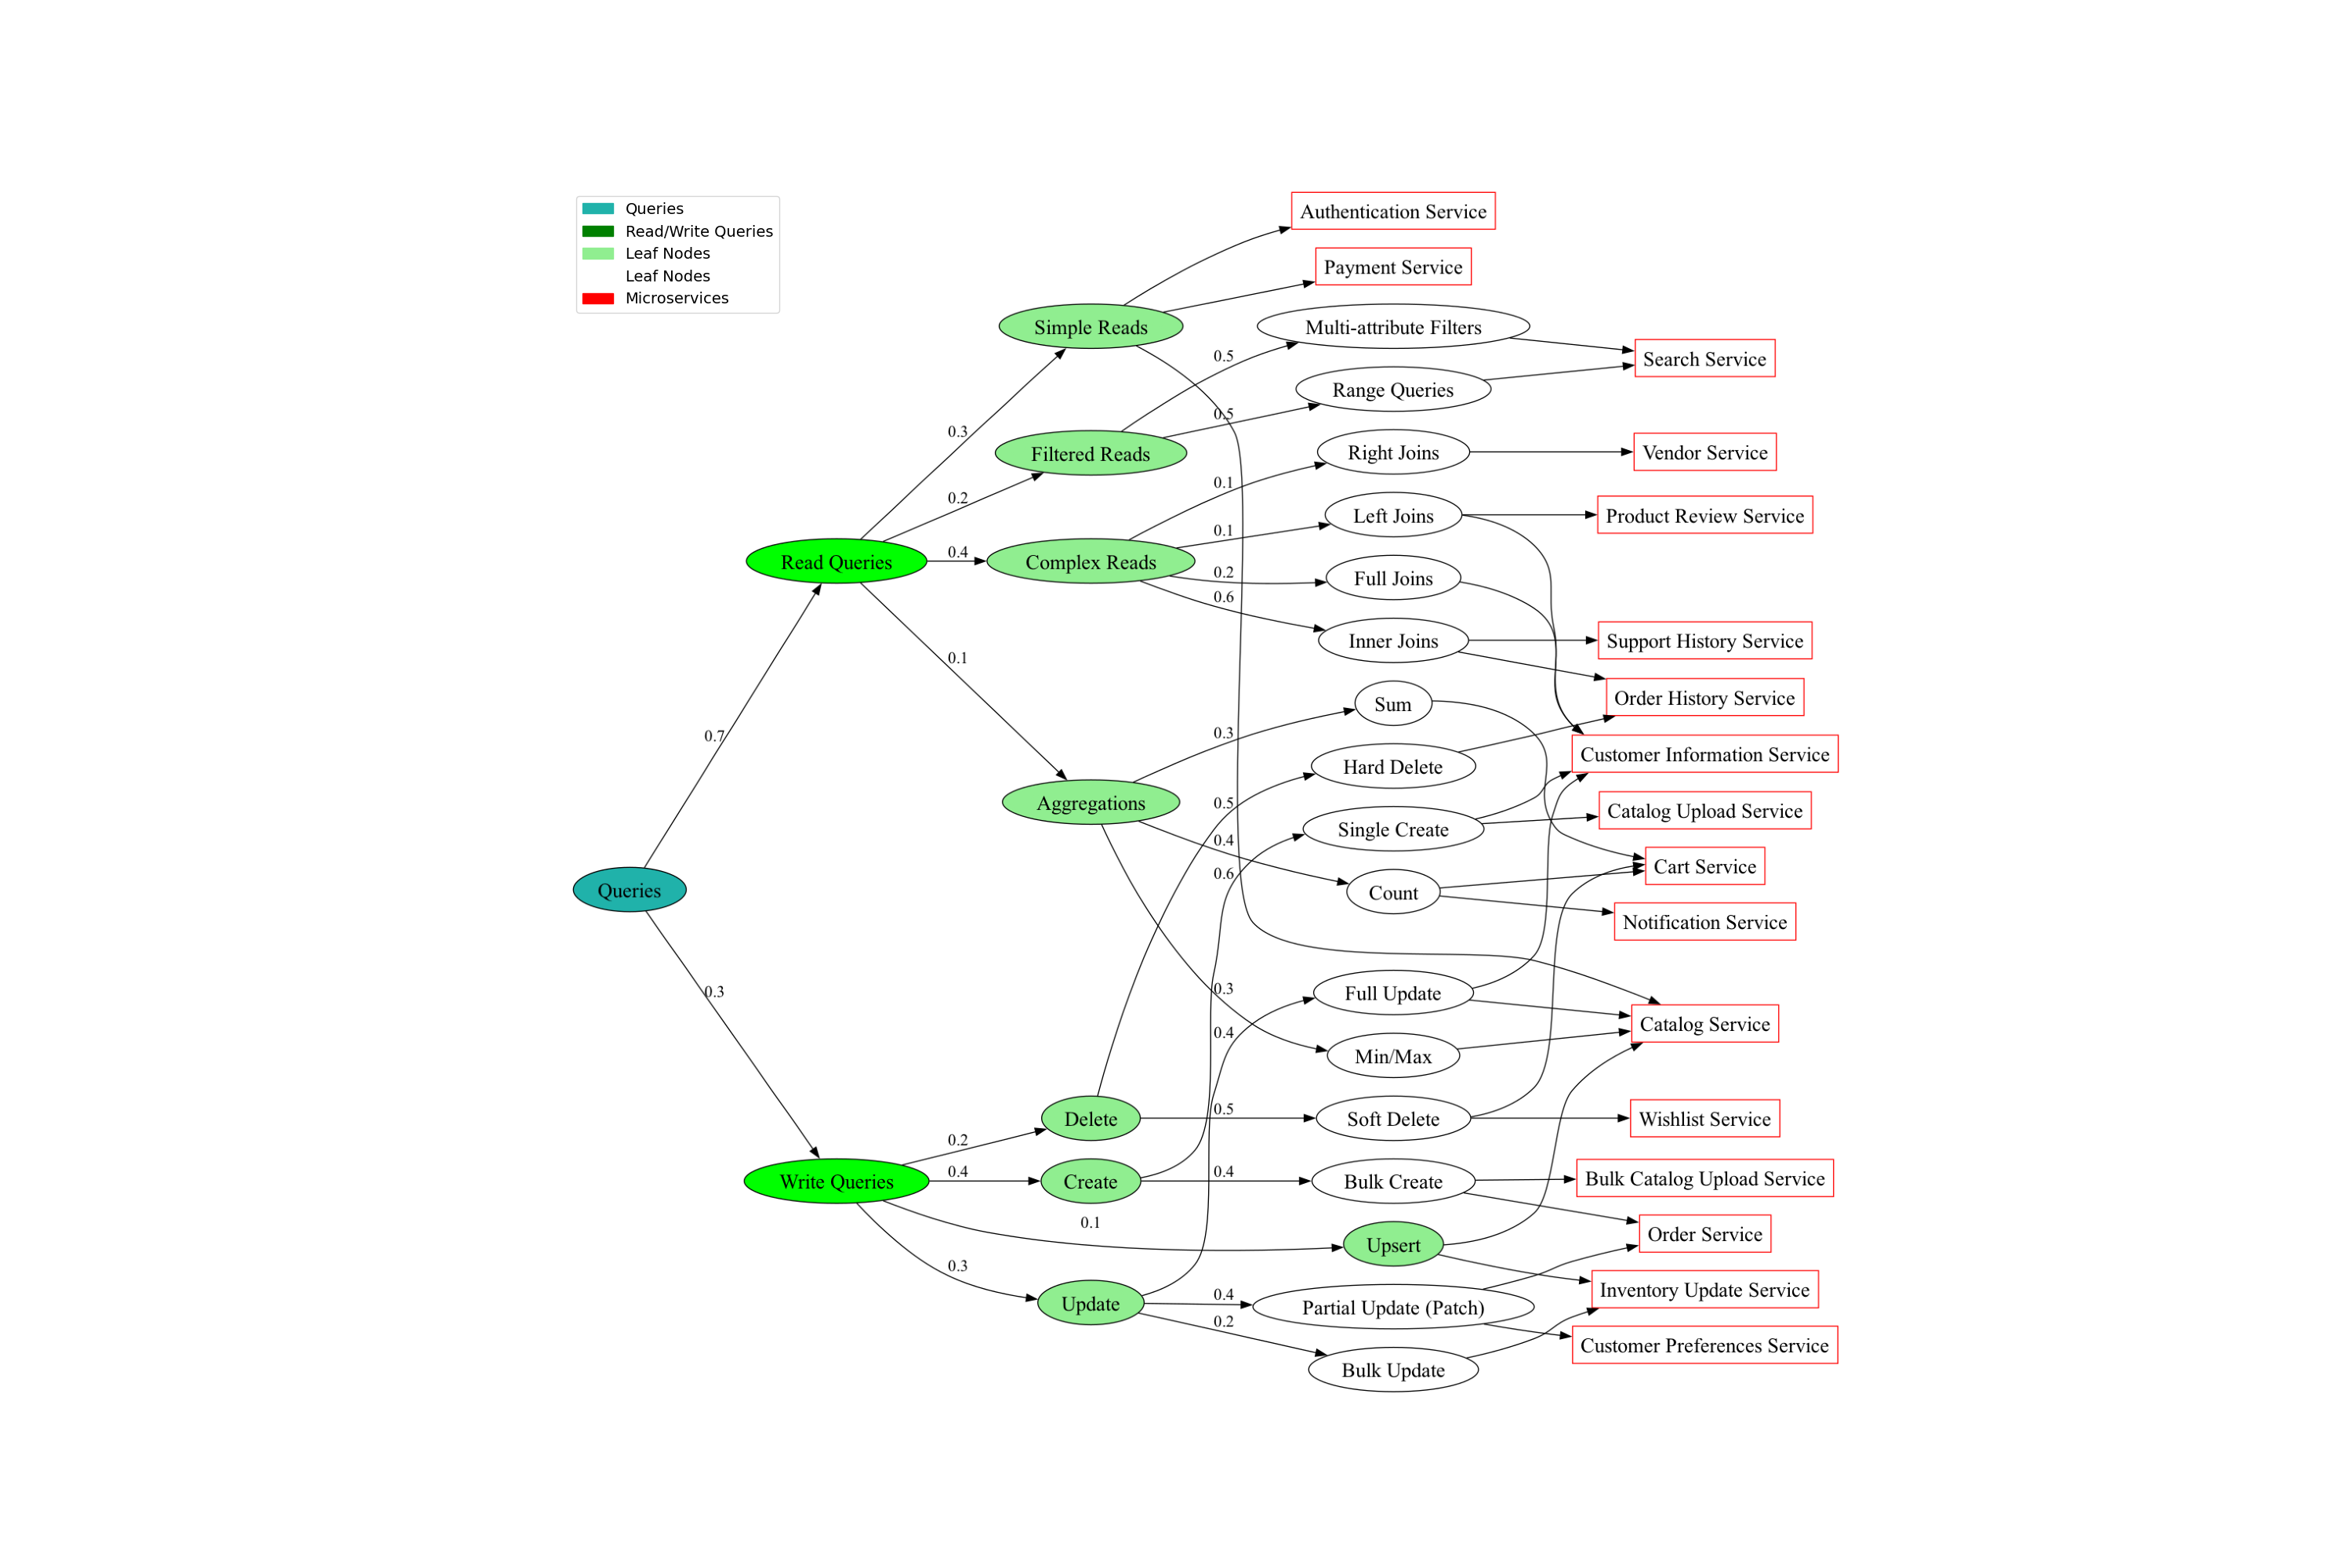 Queries
Read/Write Queries
Leaf Nodes
Leaf Nodes
Microservices
Authentication Service
Payment Service
Simple Reads
Multi-attribute Filters
0.5
Search Service
Range Queries
0.5
0.3
Filtered Reads
Right Joins
Vendor Service
0.1
0.2
Left Joins
Product Review Service
0.1
0.4
Read Queries
Complex Reads
0.2
Full Joins
0.6
Inner Joins
Support History Service
0.1
Order History Service
Sum
0.3
0.7
Customer Information Service
Hard Delete
Aggregations
0.5
Catalog Upload Service
Single Create
0.4
Cart Service
0.6
Queries
Count
Notification Service
0.3
0.3
Full Update
Catalog Service
0.4
Min/Max
0.5
Delete
Soft Delete
Wishlist Service
0.2
0.4
0.4
Write Queries
Create
Bulk Create
Bulk Catalog Upload Service
0.1
Order Service
Upsert
0.3
Inventory Update Service
0.4
Update
Partial Update (Patch)
0.2
Customer Preferences Service
Bulk Update